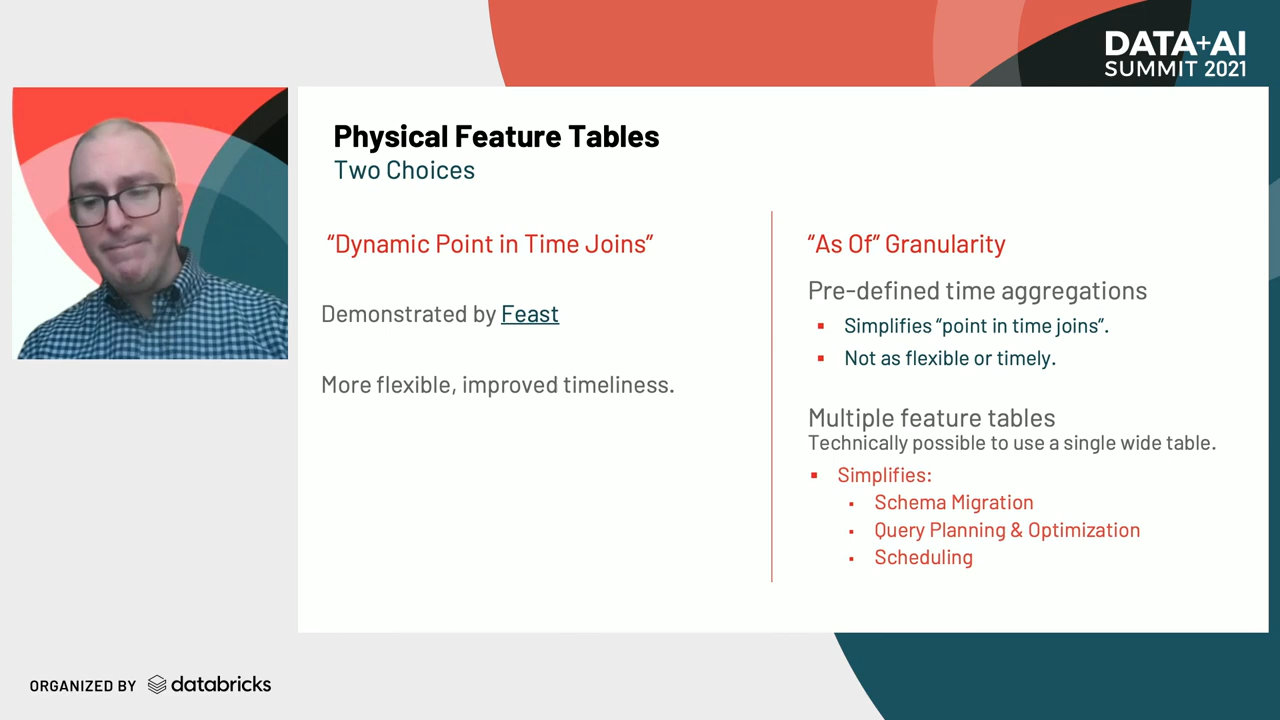 DATA+AI
SUMMIT 2021
Physical Feature Tables
Two Choices
“Dynamic Point in Time Joins”
Demonstrated by Feast
More flexible, improved timeliness.
“As Of” Granularity
Pre-defined time aggregations
▪ Simplifies “point in time joins”.
▪ Not as flexible or timely.
Multiple feature tables
Technically possible to use a single wide table.
▪ Simplifies:
▪ Schema Migration
▪ Query Planning & Optimization
▪ Scheduling
ORGANIZED BY databricks